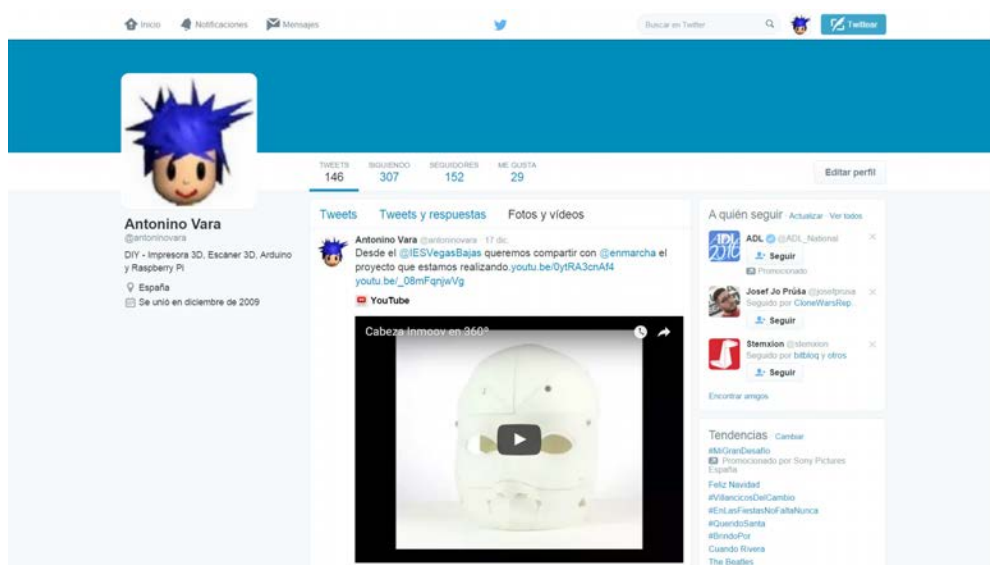 Inicio Notificaciones Mensajes
Buscar en Twitter
Twittear
TWEETS SIGUIENDO SEGUIDORES ME GUSTA
146 307 152 29
Editar perfil
Antonino Vara
@antoninovara
DIY - Impresora 3D, Escáner 3D, Arduino
y Raspberry Pi
España
Se unió en diciembre de 2009
Tweets Tweets y respuestas Fotos y vídeos
Antonino Vara @antoninovara · 17 dic.
Desde el @IESVegasBajas queremos compartir con @enmarcha el
proyecto que estamos realizando.youtu.be/0ytRA3cnAf4
youtu.be/_08mFqnjwVg
YouTube
Cabeza Inmoov en 360º
A quién seguir · Actualizar · Ver todos
ADL @ADL_National
Seguir
Promocionado
Josef Jo Průša @josefprusa
Seguido por CloneWarsRep...
Seguir
Stemxion @stemxion
Seguido por bitbloq y otros
Seguir
Encontrar amigos
Tendencias · Cambiar
#MiGranDesafio
Promocionado por Sony Pictures
España
Feliz Navidad
#VillancicosDelCambio
#EnLasFiestasNoFaltaNunca
#QueridoSanta
#BrindoPor
Cuando Rivera
The Beatles